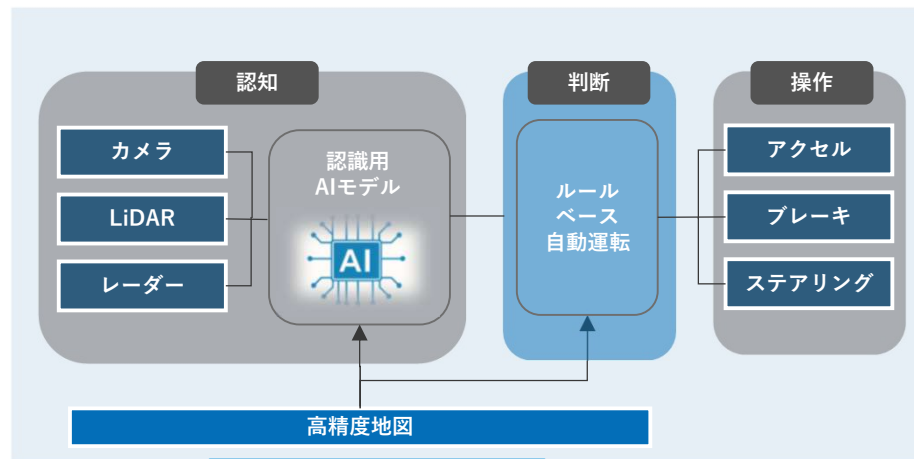 認知
判断
操作
カメラ
LiDAR
レーダー
認識用
AIモデル
AI
ルール
ベース
自動運転
アクセル
ブレーキ
ステアリング
高精度地図